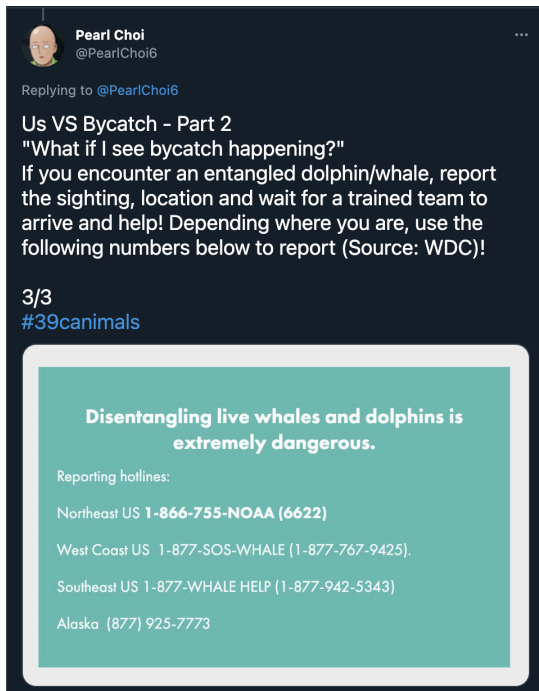 Pearl Choi
@PearlChoi6
Replying to @PearlChoi6
Us VS Bycatch - Part 2
"What if I see bycatch happening?"
If you encounter an entangled dolphin/whale, report
the sighting, location and wait for a trained team to
arrive and help! Depending where you are, use the
following numbers below to report (Source: WDC)!
3/3
#39canimals
Disentangling live whales and dolphins is
extremely dangerous.
Reporting hotlines:
Northeast US 1-866-755-NOAA (6622)
West Coast US 1-877-SOS-WHALE (1-877-767-9425).
Southeast US 1-877-WHALE HELP (1-877-942-5343)
Alaska (877) 925-7773